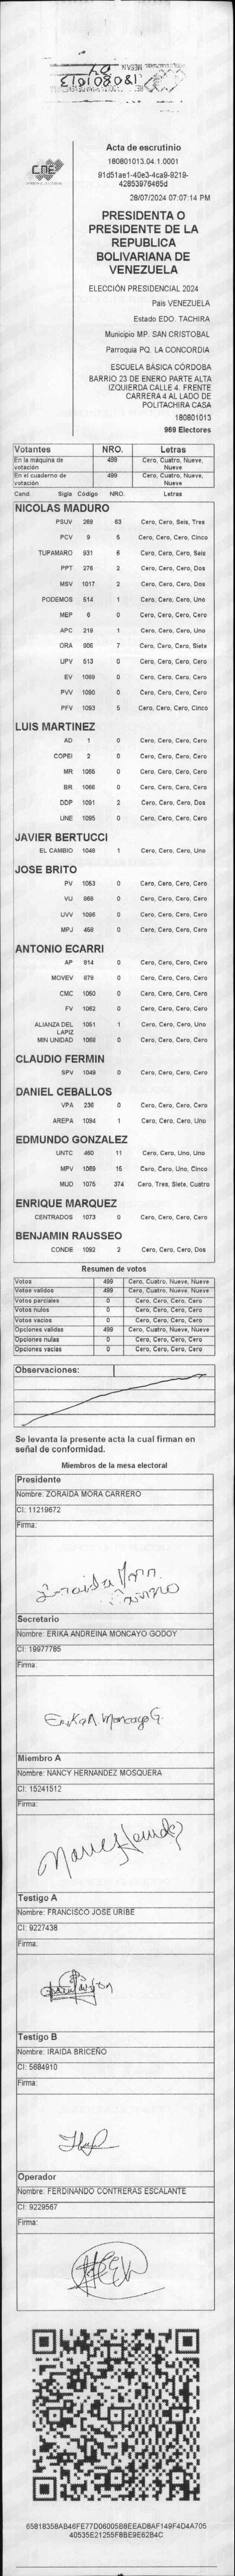 Acta de escrutinio
180801013.04.1.0001
91d51ae1-40e3-4ca9-9219-
42853976465d
28/07/2024 07:07:14 PM
PRESIDENTA O
PRESIDENTE DE LA
REPUBLICA
BOLIVARIANA DE
VENEZUELA
ELECCIÓN PRESIDENCIAL 2024
País VENEZUELA
Estado EDO. TACHIRA
Municipio MP. SAN CRISTOBAL
Parroquia PQ. LA CONCORDIA
ESCUELA BÁSICA CÓRDOBA
BARRIO 23 DE ENERO PARTE ALTA
IZQUIERDA CALLE 4. FRENTE
CARRERA 4 AL LADO DE
POLITACHIRA CASA
180801013
969 Electores
Votantes NRO. Letras
En la máquina de votación 499 Cero, Cuatro, Nueve, Nueve
En el cuaderno de votación 499 Cero, Cuatro, Nueve, Nueve
Cand. Sigla Código NRO. Letras
NICOLAS MADURO
PSUV 269 63 Cero, Cero, Seis, Tres
PCV 9 5 Cero, Cero, Cero, Cinco
TUPAMARO 931 6 Cero, Cero, Cero, Seis
PPT 276 2 Cero, Cero, Cero, Dos
MSV 1017 2 Cero, Cero, Cero, Dos
PODEMOS 514 1 Cero, Cero, Cero, Uno
MEP 6 0 Cero, Cero, Cero, Cero
APC 219 1 Cero, Cero, Cero, Uno
ORA 906 7 Cero, Cero, Cero, Siete
UPV 513 0 Cero, Cero, Cero, Cero
EV 1089 0 Cero, Cero, Cero, Cero
PVV 1090 0 Cero, Cero, Cero, Cero
PFV 1093 5 Cero, Cero, Cero, Cinco
LUIS MARTINEZ
AD 1 0 Cero, Cero, Cero, Cero
COPEI 2 0 Cero, Cero, Cero, Cero
MR 1065 0 Cero, Cero, Cero, Cero
BR 1066 0 Cero, Cero, Cero, Cero
DDP 1091 2 Cero, Cero, Cero, Dos
UNE 1095 0 Cero, Cero, Cero, Cero
JAVIER BERTUCCI
EL CAMBIO 1048 1 Cero, Cero, Cero, Uno
JOSE BRITO
PV 1053 0 Cero, Cero, Cero, Cero
VU 868 0 Cero, Cero, Cero, Cero
UVV 1096 0 Cero, Cero, Cero, Cero
MPJ 458 0 Cero, Cero, Cero, Cero
ANTONIO ECARRI
AP 814 0 Cero, Cero, Cero, Cero
MOVEV 879 0 Cero, Cero, Cero, Cero
CMC 1050 0 Cero, Cero, Cero, Cero
FV 1062 0 Cero, Cero, Cero, Cero
ALIANZA DEL LAPIZ 1051 1 Cero, Cero, Cero, Uno
MIN UNIDAD 1068 0 Cero, Cero, Cero, Cero
CLAUDIO FERMIN
SPV 1049 0 Cero, Cero, Cero, Cero
DANIEL CEBALLOS
VPA 236 0 Cero, Cero, Cero, Cero
AREPA 1094 1 Cero, Cero, Cero, Uno
EDMUNDO GONZALEZ
UNTC 460 11 Cero, Cero, Uno, Uno
MPV 1069 15 Cero, Cero, Uno, Cinco
MUD 1075 374 Cero, Tres, Siete, Cuatro
ENRIQUE MARQUEZ
CENTRADOS 1073 0 Cero, Cero, Cero, Cero
BENJAMIN RAUSSEO
CONDE 1092 2 Cero, Cero, Cero, Dos
Resumen de votos
Votos 499 Cero, Cuatro, Nueve, Nueve
Votos validos 499 Cero, Cuatro, Nueve, Nueve
Votos parciales 0 Cero, Cero, Cero, Cero
Votos nulos 0 Cero, Cero, Cero, Cero
Votos vacios 0 Cero, Cero, Cero, Cero
Opciones validas 499 Cero, Cuatro, Nueve, Nueve
Opciones nulas 0 Cero, Cero, Cero, Cero
Opciones vacias 0 Cero, Cero, Cero, Cero
Observaciones:
Se levanta la presente acta la cual firman en
señal de conformidad.
Miembros de la mesa electoral
Presidente
Nombre: ZORAIDA MORA CARRERO
CI: 11219672
Firma:
Zoraida Mora
Carrero
Secretario
Nombre: ERIKA ANDREINA MONCAYO GODOY
CI: 19977785
Firma:
Erika A. Moncayo G.
Miembro A
Nombre: NANCY HERNANDEZ MOSQUERA
CI: 15241512
Firma:
Testigo A
Nombre: FRANCISCO JOSE URIBE
CI: 9227438
Firma:
Testigo B
Nombre: IRAIDA BRICEÑO
CI: 5684910
Firma:
Operador
Nombre: FERDINANDO CONTRERAS ESCALANTE
CI: 9229567
Firma:
65818358AB46FE77D06005B8EEAD8AF149F4D4A705
40535E21255F8BE9E62B4C